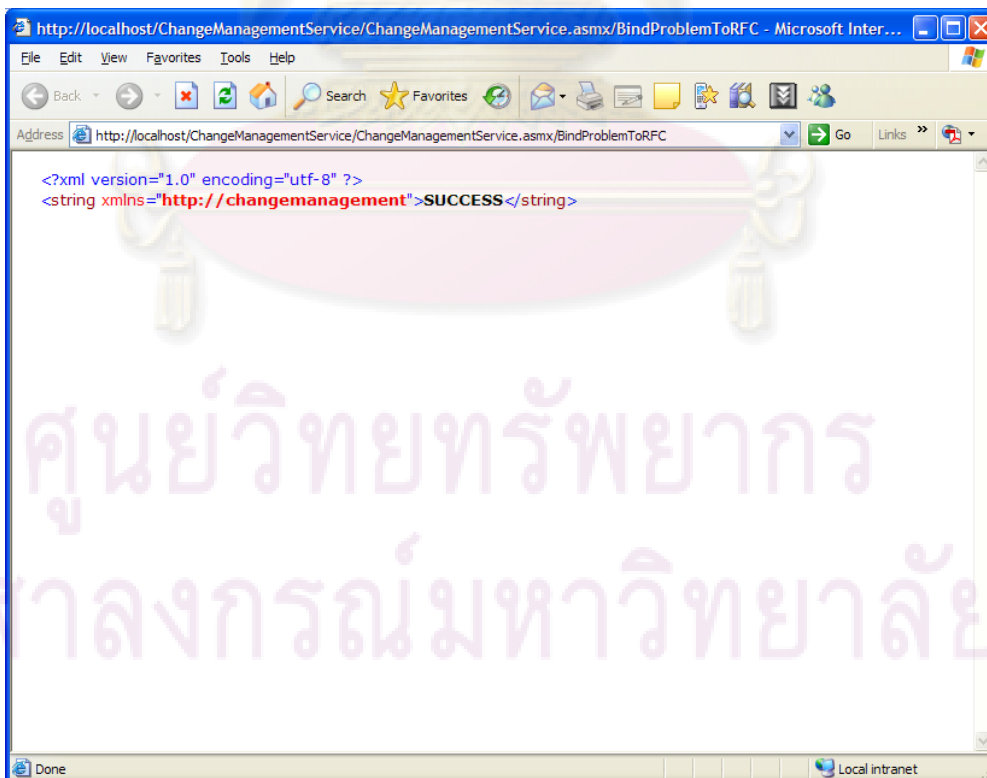 http://localhost/ChangeManagementService/ChangeManagementService.asmx/BindProblemToRFC - Microsoft Inter...
File Edit View Favorites Tools Help
Back Search Favorites
Address http://localhost/ChangeManagementService/ChangeManagementService.asmx/BindProblemToRFC Go Links »
<?xml version="1.0" encoding="utf-8" ?>
<string xmlns="http://changemanagement">SUCCESS</string>
ศูนย์วิทยทรัพยากร
จุฬาลงกรณ์มหาวิทยาลัย
Done Local intranet